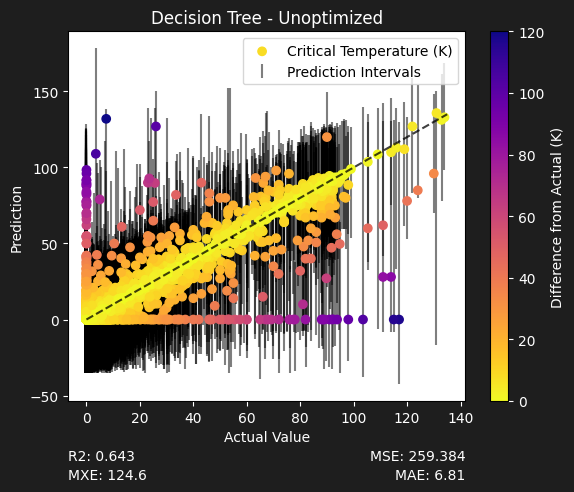 Decision Tree - Unoptimized
Critical Temperature (K)
Prediction Intervals
Prediction
150
100
50
0
−50
0 20 40 60 80 100 120 140
Actual Value
120
100
80
60
40
20
0
Difference from Actual (K)
R2: 0.643 MSE: 259.384
MXE: 124.6 MAE: 6.81